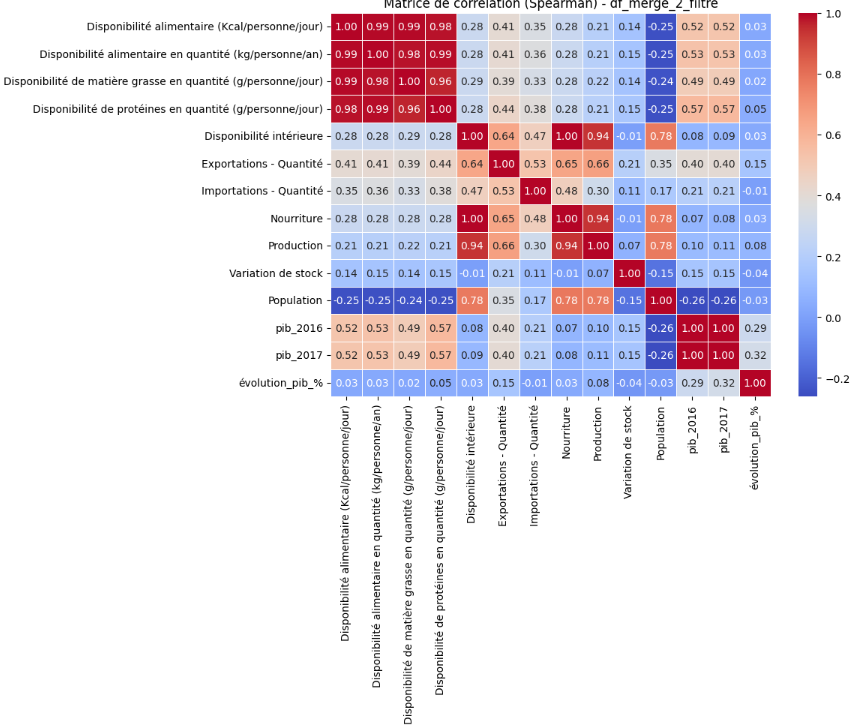 Matrice de corrélation (Spearman) - df_merge_2_filtre
Disponibilité alimentaire (Kcal/personne/jour) 1.00 0.99 0.99 0.98 0.28 0.41 0.35 0.28 0.21 0.14 -0.25 0.52 0.52 0.03
Disponibilité alimentaire en quantité (kg/personne/an) 0.99 1.00 0.98 0.99 0.28 0.41 0.36 0.28 0.21 0.15 -0.25 0.53 0.53 0.03
Disponibilité de matière grasse en quantité (g/personne/jour) 0.99 0.98 1.00 0.96 0.29 0.39 0.33 0.28 0.22 0.14 -0.24 0.49 0.49 0.02
Disponibilité de protéines en quantité (g/personne/jour) 0.98 0.99 0.96 1.00 0.28 0.44 0.38 0.28 0.21 0.15 -0.25 0.57 0.57 0.05
Disponibilité intérieure 0.28 0.28 0.29 0.28 1.00 0.64 0.47 1.00 0.94 -0.01 0.78 0.08 0.09 0.03
Exportations - Quantité 0.41 0.41 0.39 0.44 0.64 1.00 0.53 0.65 0.66 0.21 0.35 0.40 0.40 0.15
Importations - Quantité 0.35 0.36 0.33 0.38 0.47 0.53 1.00 0.48 0.30 0.11 0.17 0.21 0.21 -0.01
Nourriture 0.28 0.28 0.28 0.28 1.00 0.65 0.48 1.00 0.94 -0.01 0.78 0.07 0.08 0.03
Production 0.21 0.21 0.22 0.21 0.94 0.66 0.30 0.94 1.00 0.07 0.78 0.10 0.11 0.08
Variation de stock 0.14 0.15 0.14 0.15 -0.01 0.21 0.11 -0.01 0.07 1.00 -0.15 0.15 0.15 -0.04
Population -0.25 -0.25 -0.24 -0.25 0.78 0.35 0.17 0.78 0.78 -0.15 1.00 -0.26 -0.26 -0.03
pib_2016 0.52 0.53 0.49 0.57 0.08 0.40 0.21 0.07 0.10 0.15 -0.26 1.00 1.00 0.29
pib_2017 0.52 0.53 0.49 0.57 0.09 0.40 0.21 0.08 0.11 0.15 -0.26 1.00 1.00 0.32
évolution_pib_% 0.03 0.03 0.02 0.05 0.03 0.15 -0.01 0.03 0.08 -0.04 -0.03 0.29 0.32 1.00
Disponibilité alimentaire (Kcal/personne/jour)
Disponibilité alimentaire en quantité (kg/personne/an)
Disponibilité de matière grasse en quantité (g/personne/jour)
Disponibilité de protéines en quantité (g/personne/jour)
Disponibilité intérieure
Exportations - Quantité
Importations - Quantité
Nourriture
Production
Variation de stock
Population
pib_2016
pib_2017
évolution_pib_%
1.0
0.8
0.6
0.4
0.2
0.0
−0.2